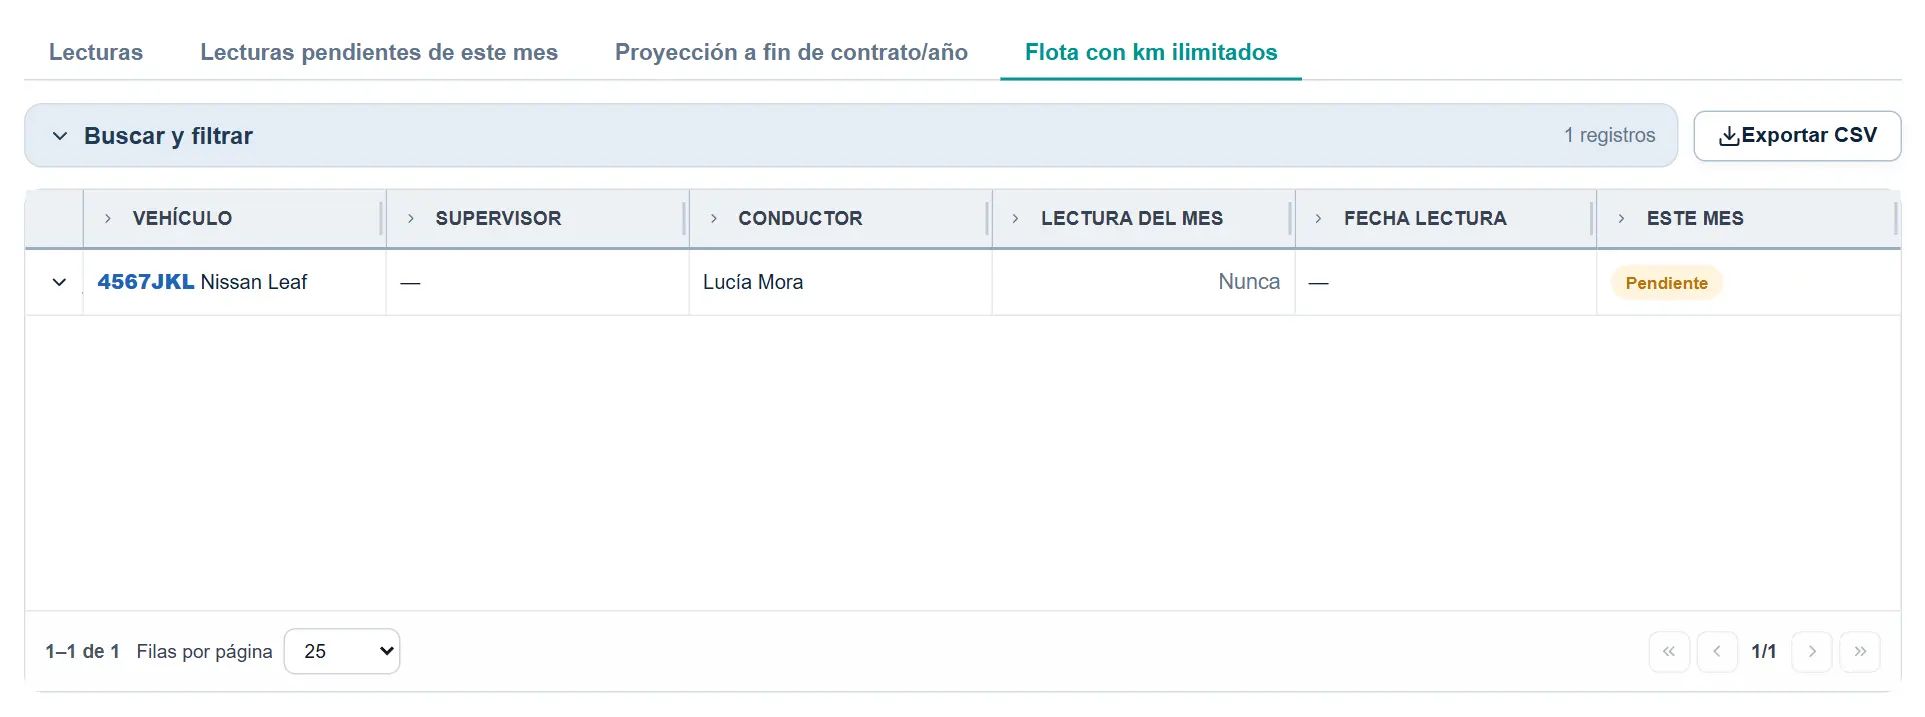 Lecturas Lecturas pendientes de este mes Proyección a fin de contrato/año Flota con km ilimitados
Buscar y filtrar 1 registros Exportar CSV
VEHÍCULO SUPERVISOR CONDUCTOR LECTURA DEL MES FECHA LECTURA ESTE MES
4567JKL Nissan Leaf — Lucía Mora Nunca — Pendiente
1–1 de 1 Filas por página 25 « ‹ 1/1 › »